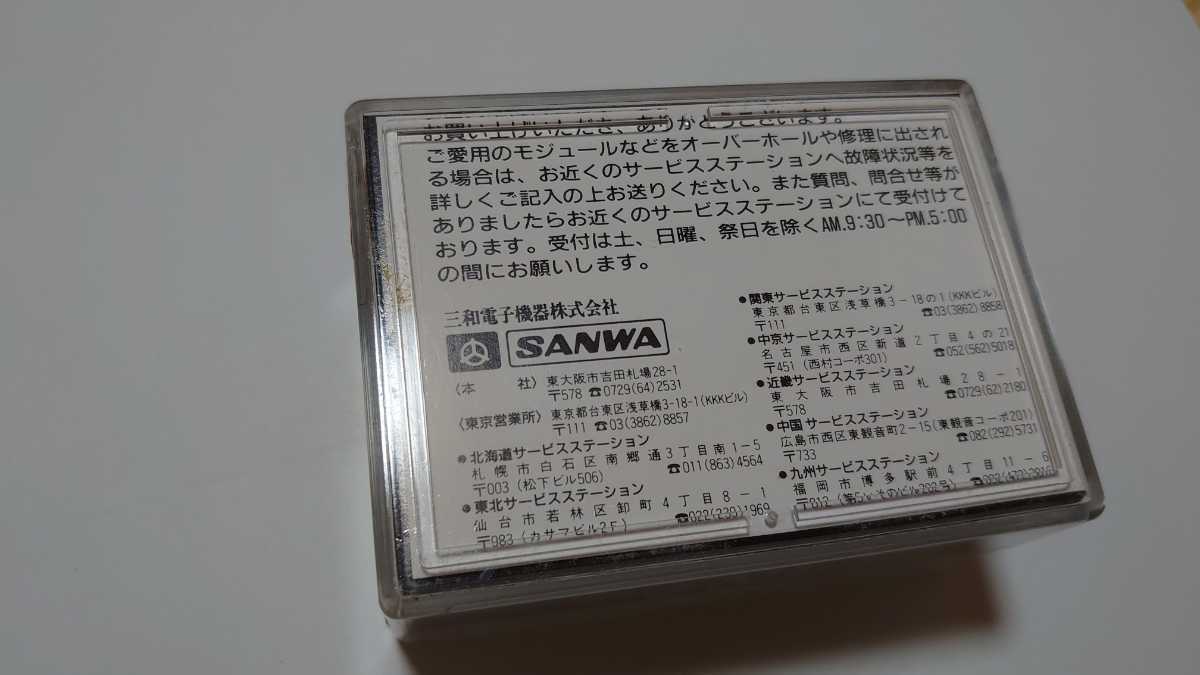 お買い上げいただき、ありがとうございます。
ご愛用のモジュールなどをオーバーホールや修理に出され
る場合は、お近くのサービスステーションへ故障状況等を
詳しくご記入の上お送りください。また質問、問合せ等が
ありましたらお近くのサービスステーションにて受付けて
おります。受付は土、日曜、祭日を除くAM.9:30〜PM.5:00
の間にお願いします。
三和電子機器株式会社
SANWA
〈本 社〉東大阪市吉田札場28-1
〒578 ☎0729(64)2531
〈東京営業所〉東京都台東区浅草橋3-18-1(KKKビル)
〒111 ☎03(3862)8857
●北海道サービスステーション
札幌市白石区南郷通3丁目南1-5
〒003(松下ビル506) ☎011(863)4564
●東北サービスステーション
仙台市若林区卸町4丁目8-1
〒983(カサマビル2F) ☎022(239)1969
●関東サービスステーション
東京都台東区浅草橋3-18の1(KKKビル)
〒111 ☎03(3862)8858
●中京サービスステーション
名古屋市西区新道2丁目4の21
〒451(西村コーポ301) ☎052(562)5018
●近畿サービスステーション
東大阪市吉田札場28-1
〒578 ☎0729(62)2180
●中国サービスステーション
広島市西区東観音町2-15(東観音コーポ201)
〒733 ☎082(292)5731
●九州サービスステーション
福岡市博多駅前4丁目11-6
〒812